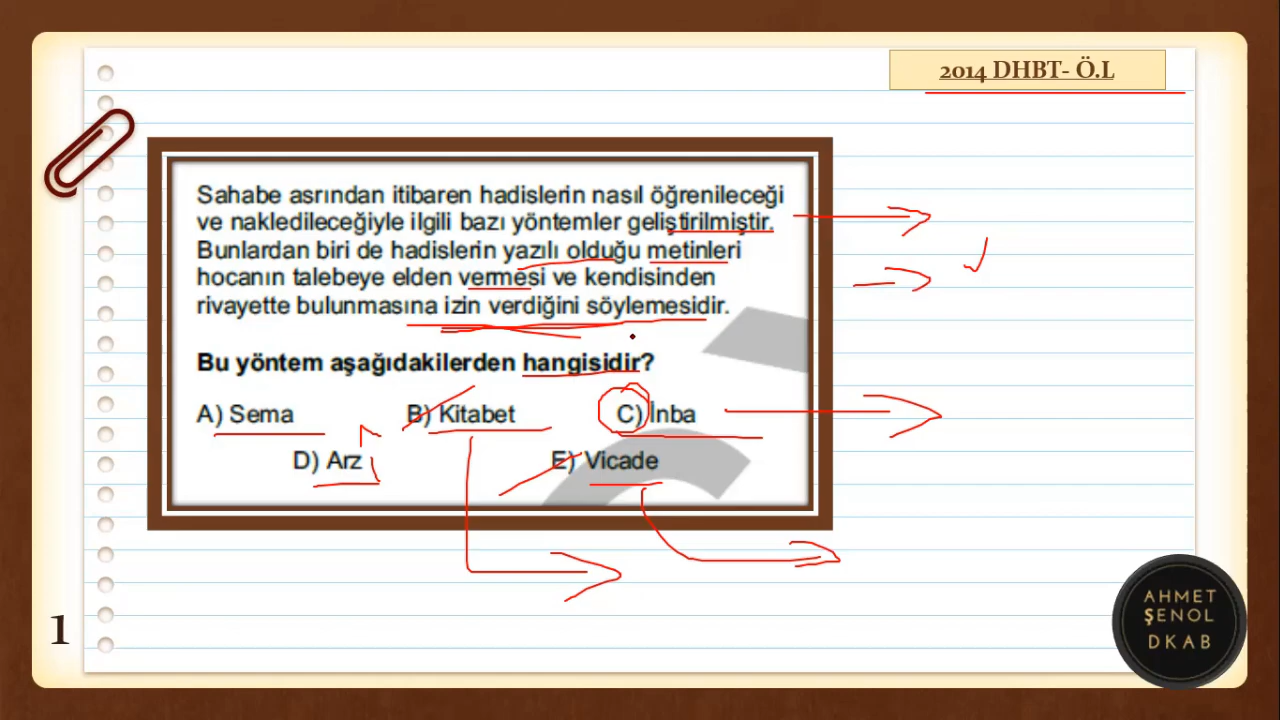 2014 DHBT- Ö.L
Sahabe asrından itibaren hadislerin nasıl öğrenileceği
ve nakledileceğiyle ilgili bazı yöntemler geliştirilmiştir.
Bunlardan biri de hadislerin yazılı olduğu metinleri
hocanın talebeye elden vermesi ve kendisinden
rivayette bulunmasına izin verdiğini söylemesidir.
Bu yöntem aşağıdakilerden hangisidir?
A) Sema B) Kitabet C) İnba
D) Arz E) Vicade
1
AHMET
ŞENOL
DKAB